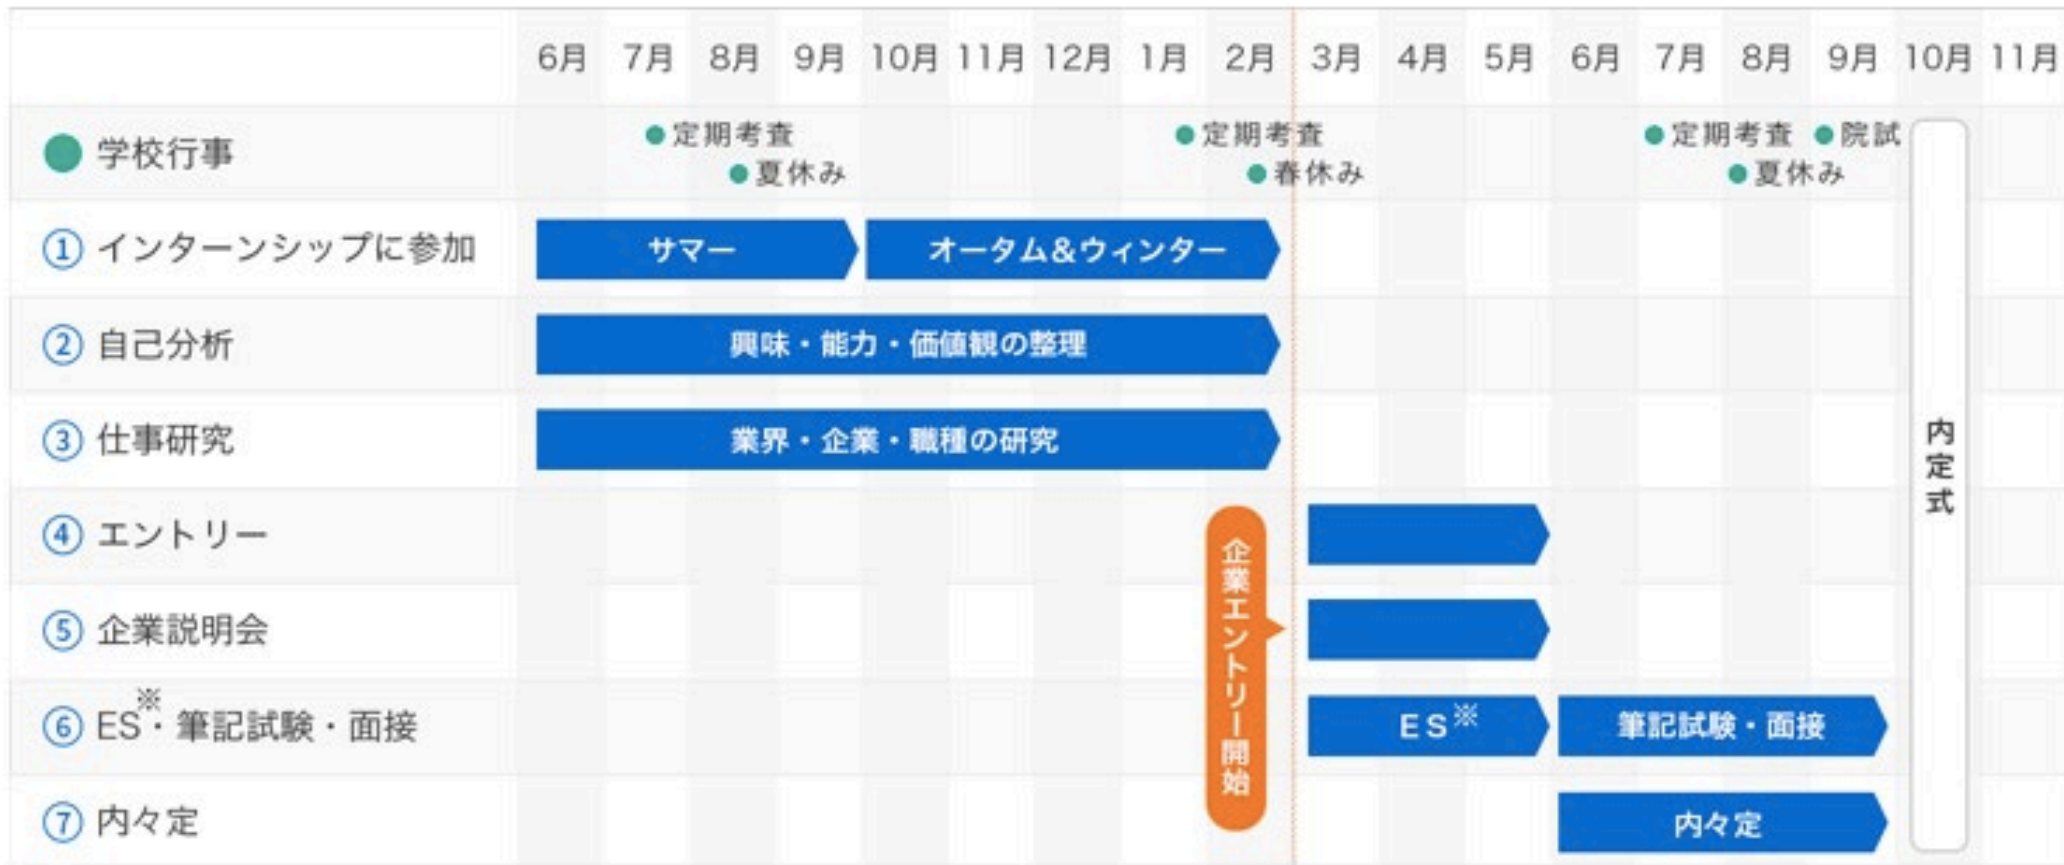 6月 7月 8月 9月 10月 11月 12月 1月 2月 3月 4月 5月 6月 7月 8月 9月 10月 11月
学校行事
定期考査
夏休み
定期考査
春休み
定期考査
院試
夏休み
① インターンシップに参加
サマー
オータム&ウィンター
② 自己分析
興味・能力・価値観の整理
③ 仕事研究
業界・企業・職種の研究
④ エントリー
⑤ 企業説明会
企業エントリー開始
⑥ ES※・筆記試験・面接
ES※
筆記試験・面接
⑦ 内々定
内々定
内定式